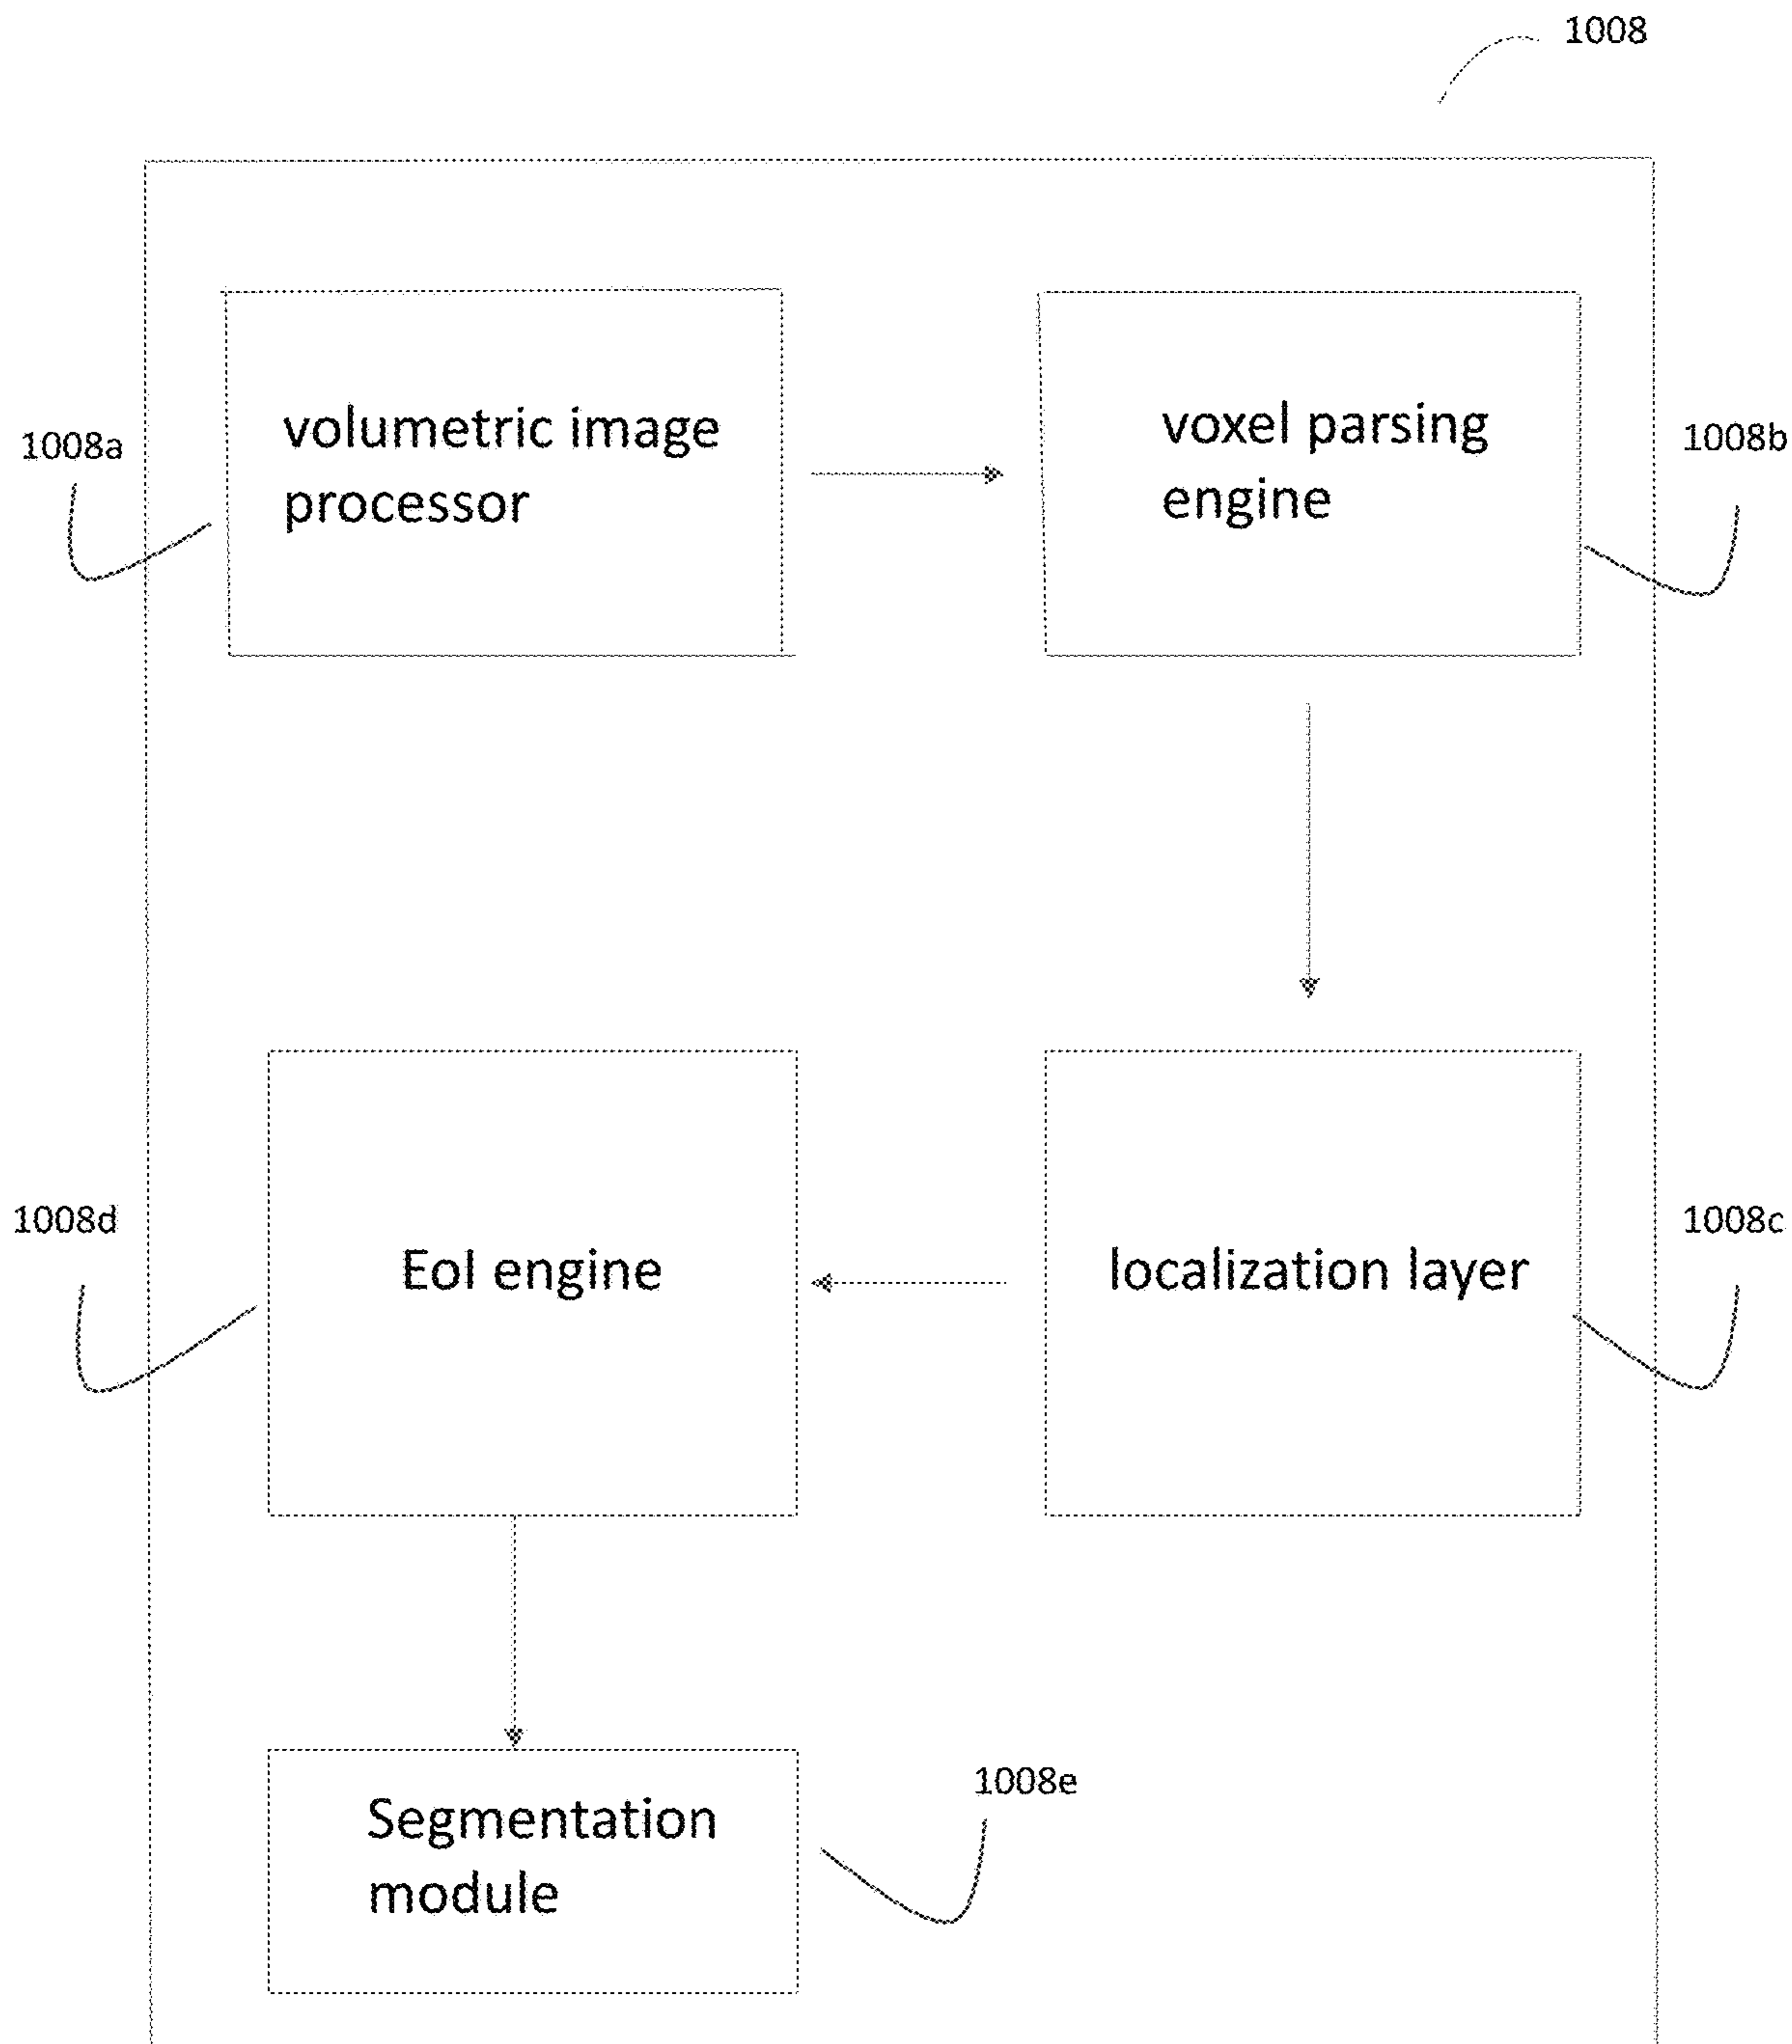 1008
volumetric image
processor
voxel parsing
engine
1008a
1008b
EoI engine
localization layer
1008d
1008c
Segmentation
module
1008e